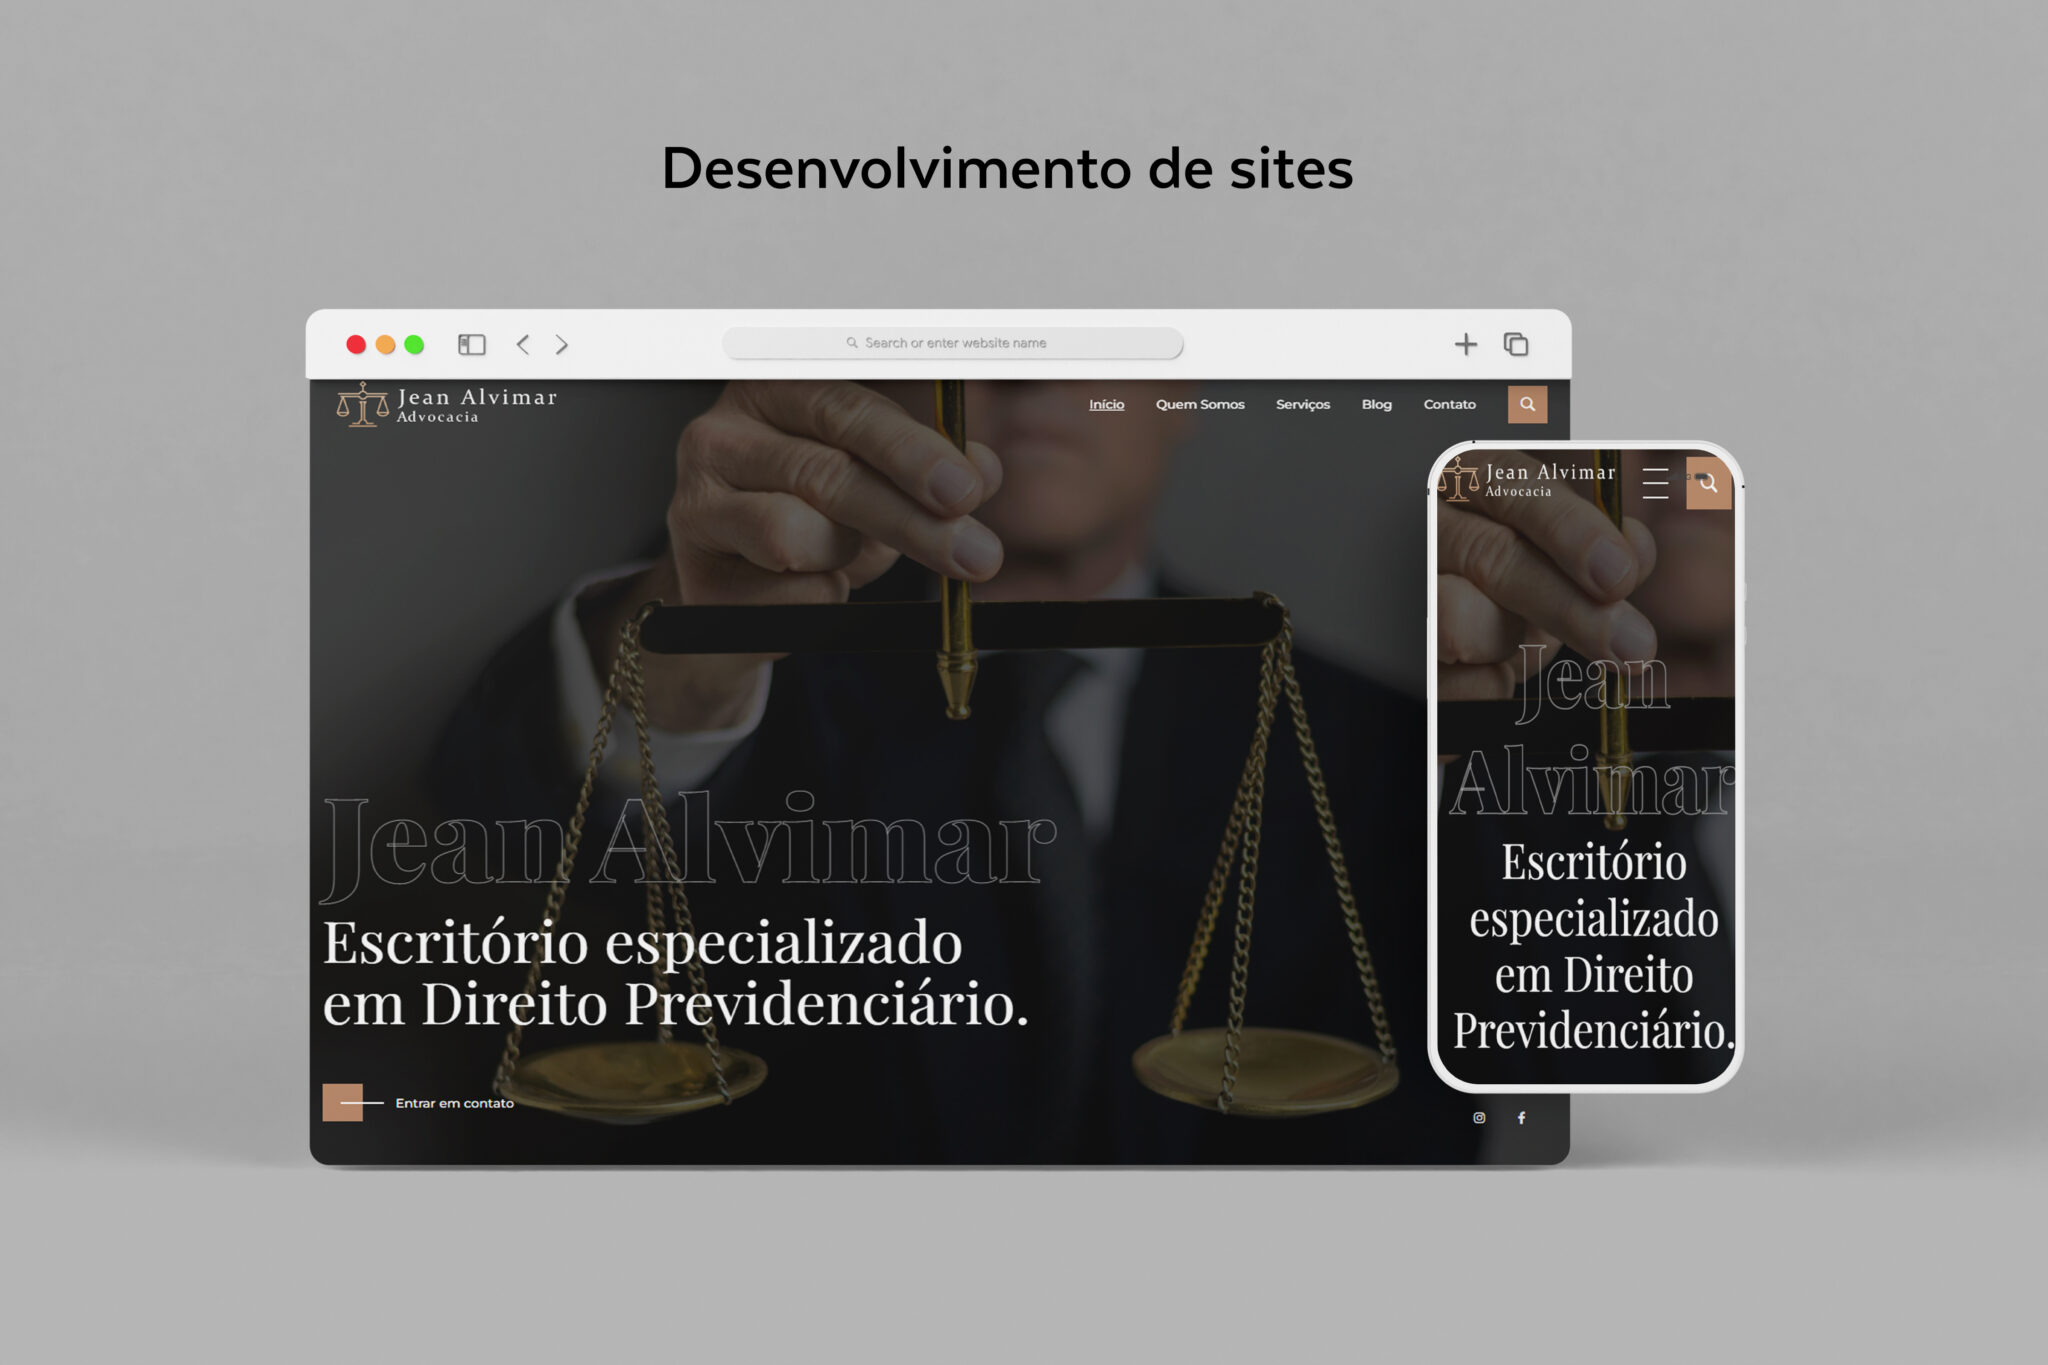 Desenvolvimento de sites
Search or enter website name
Jean Alvimar
Advocacia
Início
Quem Somos
Serviços
Blog
Contato
Jean Alvimar
Escritório especializado
em Direito Previdenciário.
Entrar em contato
Jean Alvimar
Advocacia
Jean
Alvimar
Escritório
especializado
em Direito
Previdenciário.